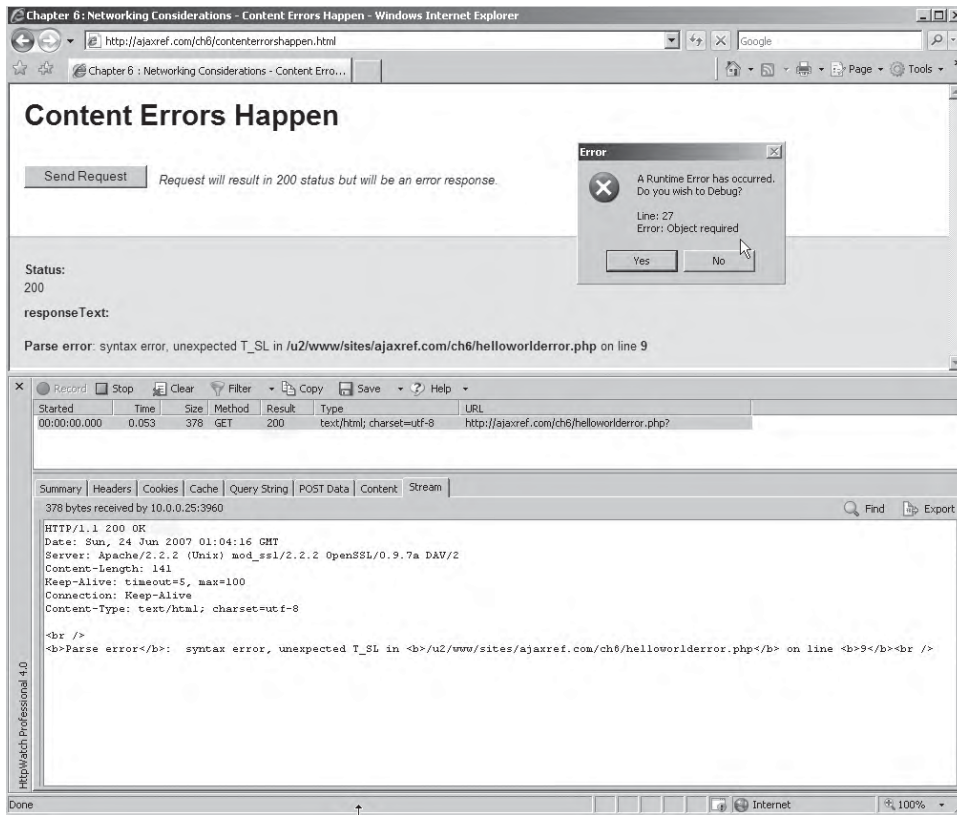 Chapter 6: Networking Considerations - Content Errors Happen - Windows Internet Explorer
http://ajaxref.com/ch6/contenterrorshappen.html
Google
Chapter 6 : Networking Considerations - Content Erro...
Page
Tools
Content Errors Happen
Send Request
Request will result in 200 status but will be an error response.
Error
A Runtime Error has occurred.
Do you wish to Debug?
Line: 27
Error: Object required
Yes No
Status:
200
responseText:
Parse error: syntax error, unexpected T_SL in /u2/www/sites/ajaxref.com/ch6/helloworlderror.php on line 9
Record Stop Clear Filter Copy Save Help
Started Time Size Method Result Type URL
00:00:00.000 0.053 378 GET 200 text/html; charset=utf-8 http://ajaxref.com/ch6/helloworlderror.php?
Summary Headers Cookies Cache Query String POST Data Content Stream
378 bytes received by 10.0.0.25:3960
Find Export
HTTP/1.1 200 OK
Date: Sun, 24 Jun 2007 01:04:16 GMT
Server: Apache/2.2.2 (Unix) mod_ssl/2.2.2 OpenSSL/0.9.7a DAV/2
Content-Length: 141
Keep-Alive: timeout=5, max=100
Connection: Keep-Alive
Content-Type: text/html; charset=utf-8
<br />
<b>Parse error</b>:  syntax error, unexpected T_SL in <b>/u2/www/sites/ajaxref.com/ch6/helloworlderror.php</b> on line <b>9</b><br />
HttpWatch Professional 4.0
Done
Internet
100%